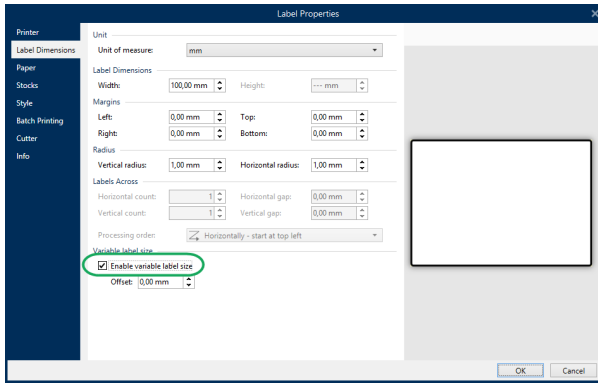 Label Properties
Printer
Label Dimensions
Paper
Stocks
Style
Batch Printing
Cutter
Info
Unit
Unit of measure: mm
Label Dimensions
Width: 100,00 mm Height: --- mm
Margins
Left: 0,00 mm Top: 0,00 mm
Right: 0,00 mm Bottom: 0,00 mm
Radius
Vertical radius: 1,00 mm Horizontal radius: 1,00 mm
Labels Across
Horizontal count: 1 Horizontal gap: 0,00 mm
Vertical count: 1 Vertical gap: 0,00 mm
Processing order: Horizontally - start at top left
Variable label size
Enable variable label size
Offset: 0,00 mm
OK Cancel